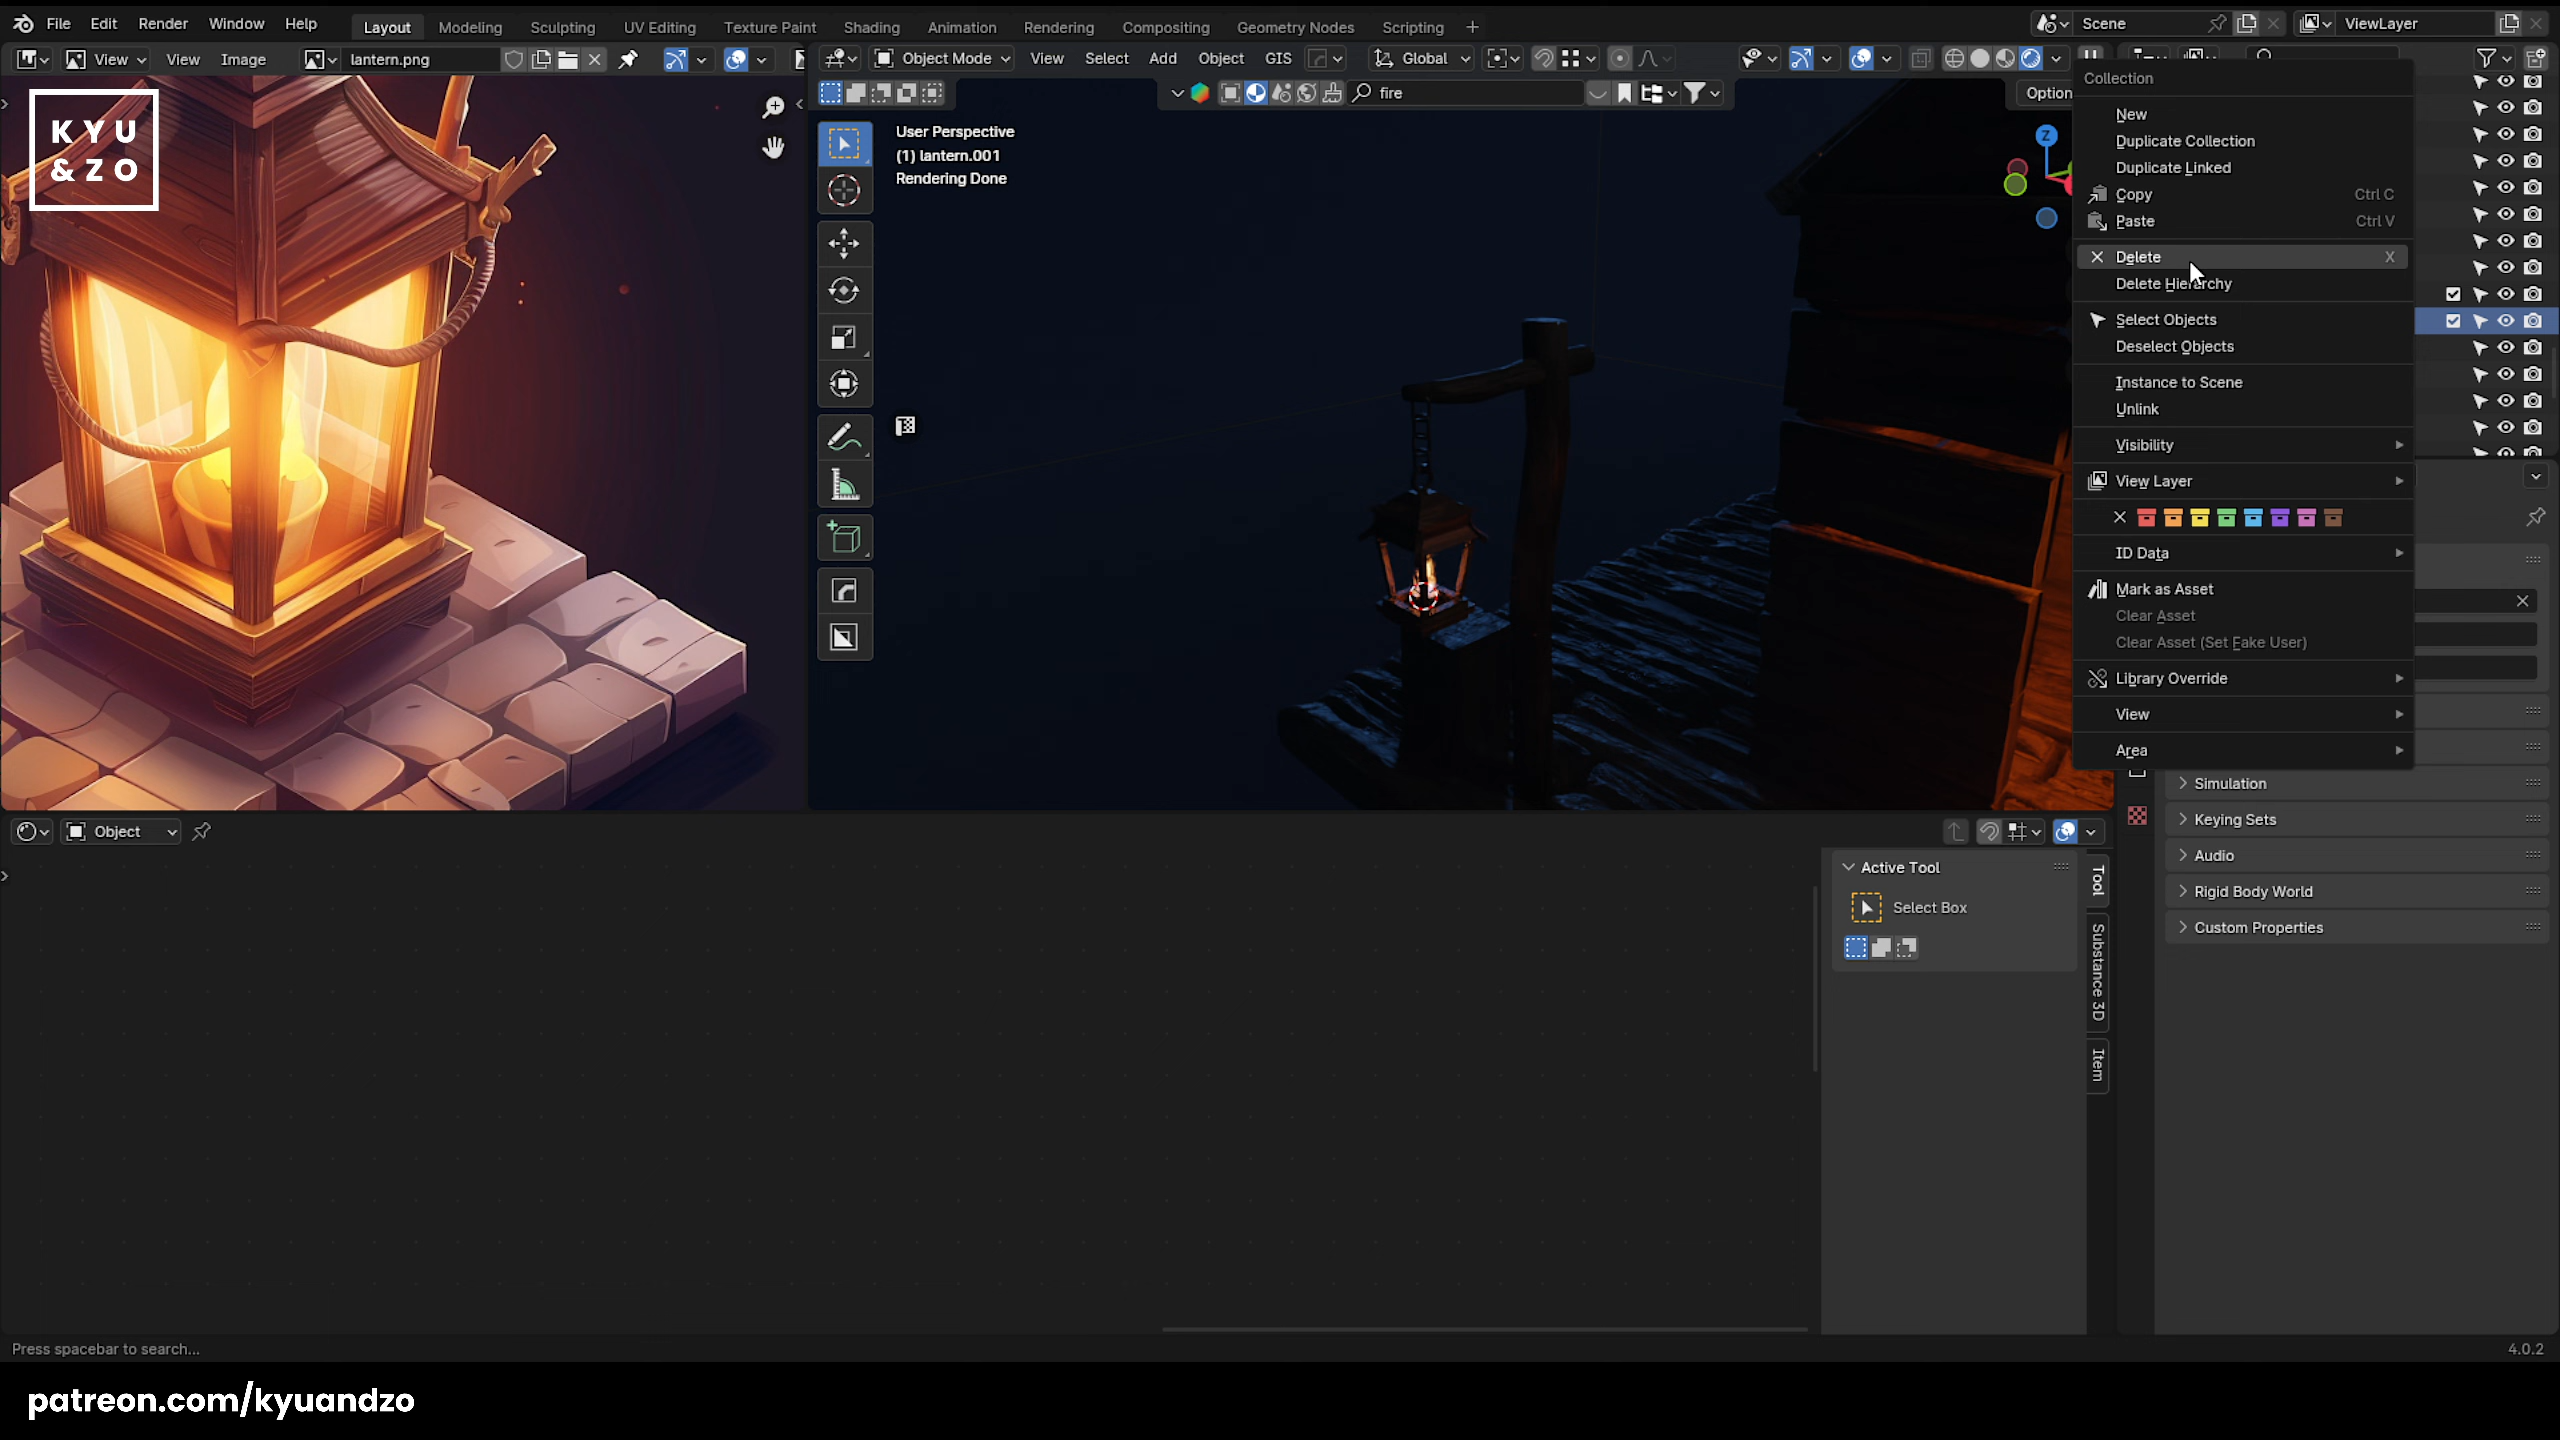 File Edit Render Window Help
Layout Modeling Sculpting UV Editing Texture Paint Shading Animation Rendering Compositing Geometry Nodes Scripting +
Scene
ViewLayer
View View Image lantern.png
Object Mode View Select Add Object GIS Global
fire
Option
KYU
&ZO
User Perspective
(1) lantern.001
Rendering Done
Z
Collection
New
Duplicate Collection
Duplicate Linked
Copy Ctrl C
Paste Ctrl V
Delete X
Delete Hierarchy
Select Objects
Deselect Objects
Instance to Scene
Unlink
Visibility
View Layer
ID Data
Mark as Asset
Clear Asset
Clear Asset (Set Fake User)
Library Override
View
Area
Simulation
Keying Sets
Audio
Rigid Body World
Custom Properties
Object
Active Tool
Select Box
Tool
Substance 3D
Item
Press spacebar to search...
4.0.2
patreon.com/kyuandzo